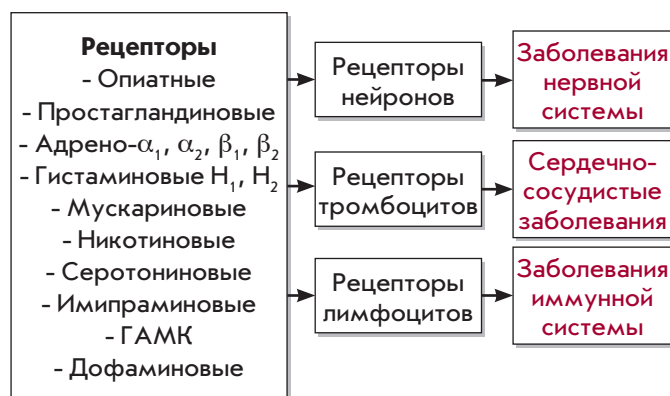 Рецепторы
- Опиатные
- Простагландиновые
- Адрено-α₁, α₂, β₁, β₂
- Гистаминовые H₁, H₂
- Мускариновые
- Никотиновые
- Серотониновые
- Имипраминовые
- ГАМК
- Дофаминовые
Рецепторы
нейронов
Заболевания
нервной
системы
Рецепторы
тромбоцитов
Сердечно-
сосудистые
заболевания
Рецепторы
лимфоцитов
Заболевания
иммунной
системы